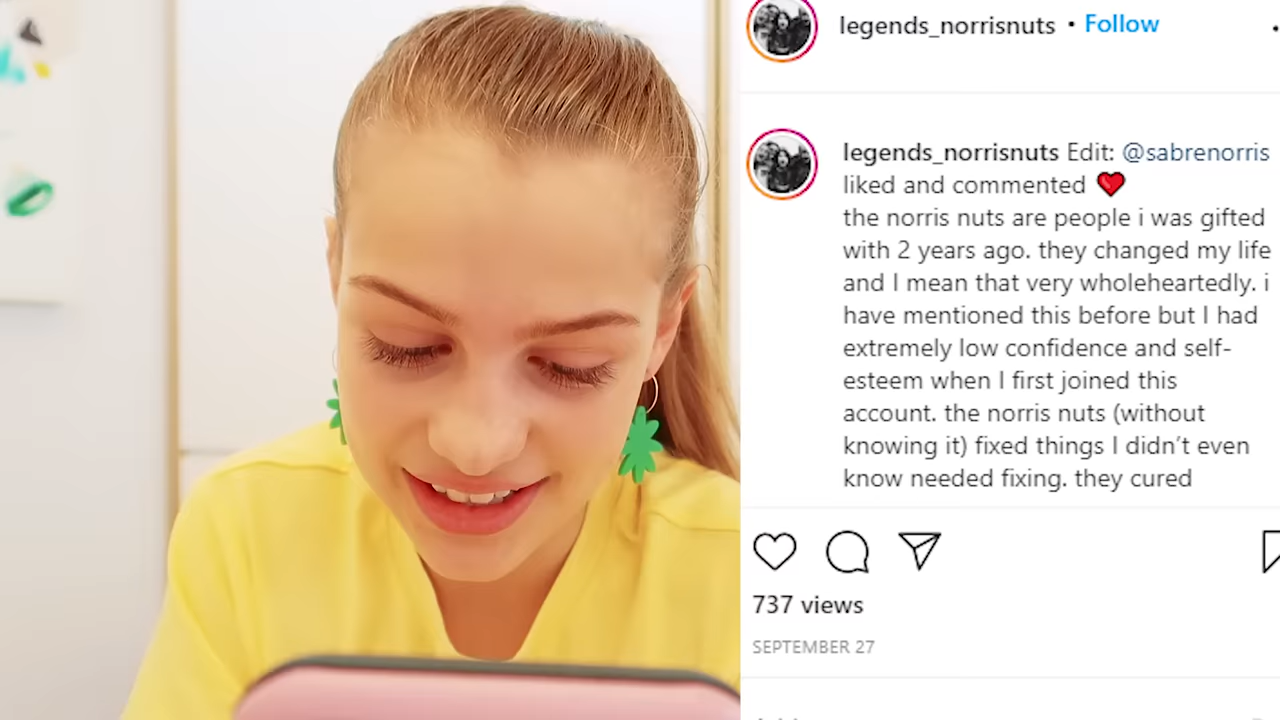 legends_norrisnuts • Follow
legends_norrisnuts Edit: @sabrenorris
liked and commented ❤️
the norris nuts are people i was gifted
with 2 years ago. they changed my life
and I mean that very wholeheartedly. i
have mentioned this before but I had
extremely low confidence and self-
esteem when I first joined this
account. the norris nuts (without
knowing it) fixed things I didn't even
know needed fixing. they cured
737 views
SEPTEMBER 27